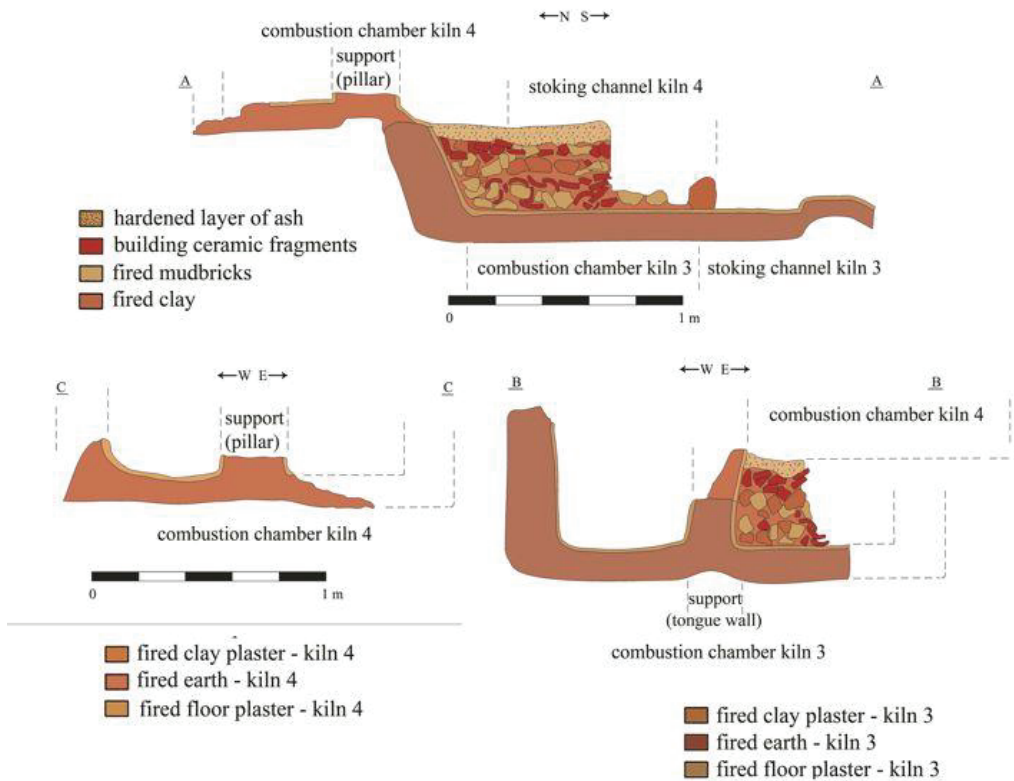 ←N S→
combustion chamber kiln 4
support
(pillar)
A
stoking channel kiln 4
A
hardened layer of ash
building ceramic fragments
fired mudbricks
fired clay
combustion chamber kiln 3
stoking channel kiln 3
0
1 m
←W E→
C
C
support
(pillar)
combustion chamber kiln 4
0
1 m
fired clay plaster - kiln 4
fired earth - kiln 4
fired floor plaster - kiln 4
←W E→
B
B
combustion chamber kiln 4
support
(tongue wall)
combustion chamber kiln 3
fired clay plaster - kiln 3
fired earth - kiln 3
fired floor plaster - kiln 3